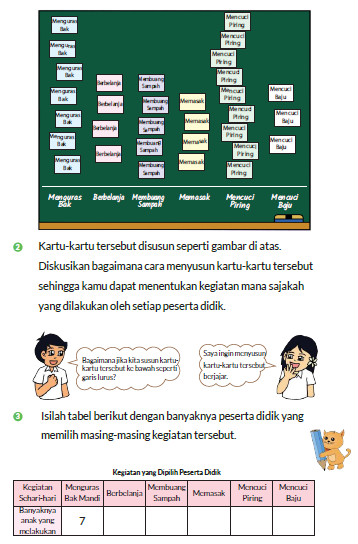 Menguras
Bak
Menguras
Bak
Menguras
Bak
Menguras
Bak
Menguras
Bak
Menguras
Bak
Menguras
Bak
Berbelanja
Berbelanja
Berbelanja
Berbelanja
Membuang
Sampah
Membuang
Sampah
Membuang
Sampah
Membuang
Sampah
Membuang
Sampah
Memasak
Memasak
Memasak
Memasak
Mencuci
Piring
Mencuci
Piring
Mencuci
Piring
Mencuci
Piring
Mencuci
Piring
Mencuci
Piring
Mencuci
Piring
Mencuci
Piring
Mencuci
Piring
Mencuci
Baju
Mencuci
Baju
Mencuci
Baju
Menguras Berbelanja Membuang Memasak Mencuci Mencuci
Bak Sampah Piring Baju
2 Kartu-kartu tersebut disusun seperti gambar di atas.
Diskusikan bagaimana cara menyusun kartu-kartu tersebut
sehingga kamu dapat menentukan kegiatan mana sajakah
yang dilakukan oleh setiap peserta didik.
Bagaimana jika kita susun kartu-
kartu tersebut ke bawah seperti
garis lurus?
Saya ingin menyusun
kartu-kartu tersebut
berjajar.
3 Isilah tabel berikut dengan banyaknya peserta didik yang
memilih masing-masing kegiatan tersebut.
Kegiatan yang Dipilih Peserta Didik
Kegiatan Menguras Berbelanja Membuang Memasak Mencuci Mencuci
Sehari-hari Bak Mandi Sampah Piring Baju
Banyaknya
anak yang 7
melakukan